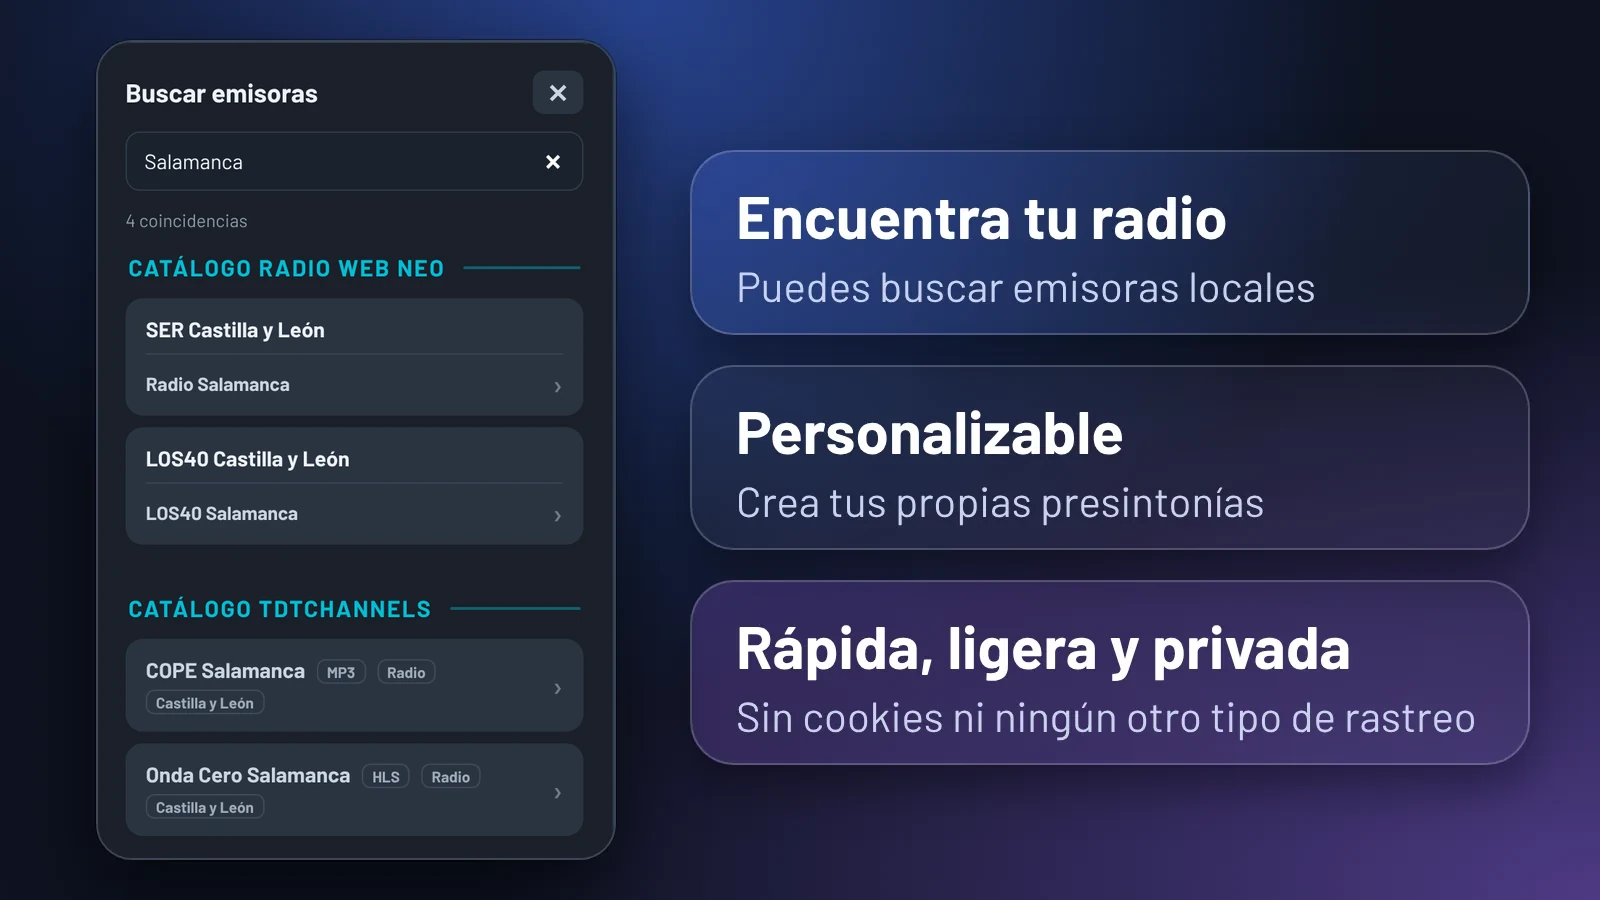 Buscar emisoras
Salamanca
4 coincidencias
CATÁLOGO RADIO WEB NEO
SER Castilla y León
Radio Salamanca
LOS40 Castilla y León
LOS40 Salamanca
CATÁLOGO TDTCHANNELS
COPE Salamanca MP3 Radio
Castilla y León
Onda Cero Salamanca HLS Radio
Castilla y León
Encuentra tu radio
Puedes buscar emisoras locales
Personalizable
Crea tus propias presintonías
Rápida, ligera y privada
Sin cookies ni ningún otro tipo de rastreo